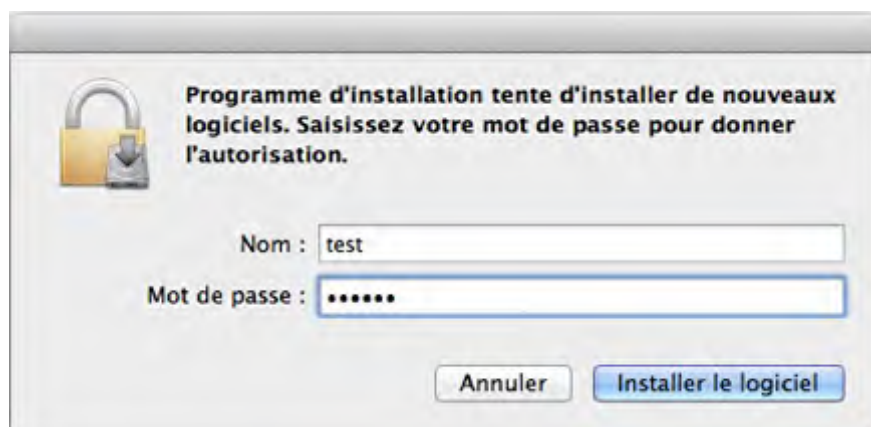 Programme d'installation tente d'installer de nouveaux
logiciels. Saisissez votre mot de passe pour donner
l'autorisation.
Nom : test
Mot de passe : ••••••
Annuler Installer le logiciel